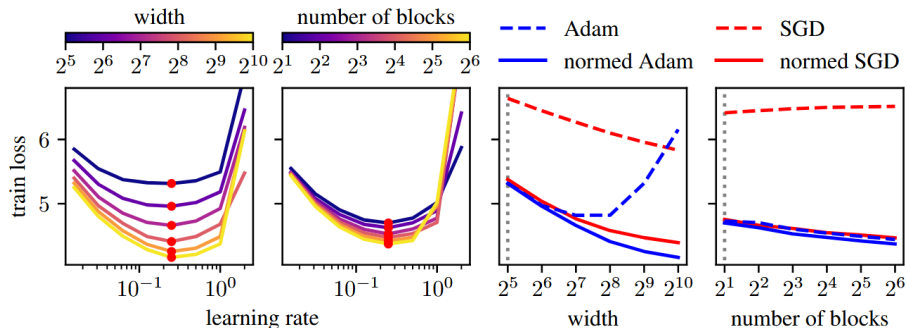 width
number of blocks
2^5 2^6 2^7 2^8 2^9 2^10
2^1 2^2 2^3 2^4 2^5 2^6
Adam
SGD
normed Adam
normed SGD
train loss
6
5
10^-1 10^0
10^-1 10^0
2^5 2^6 2^7 2^8 2^9 2^10
2^1 2^2 2^3 2^4 2^5 2^6
learning rate
width
number of blocks